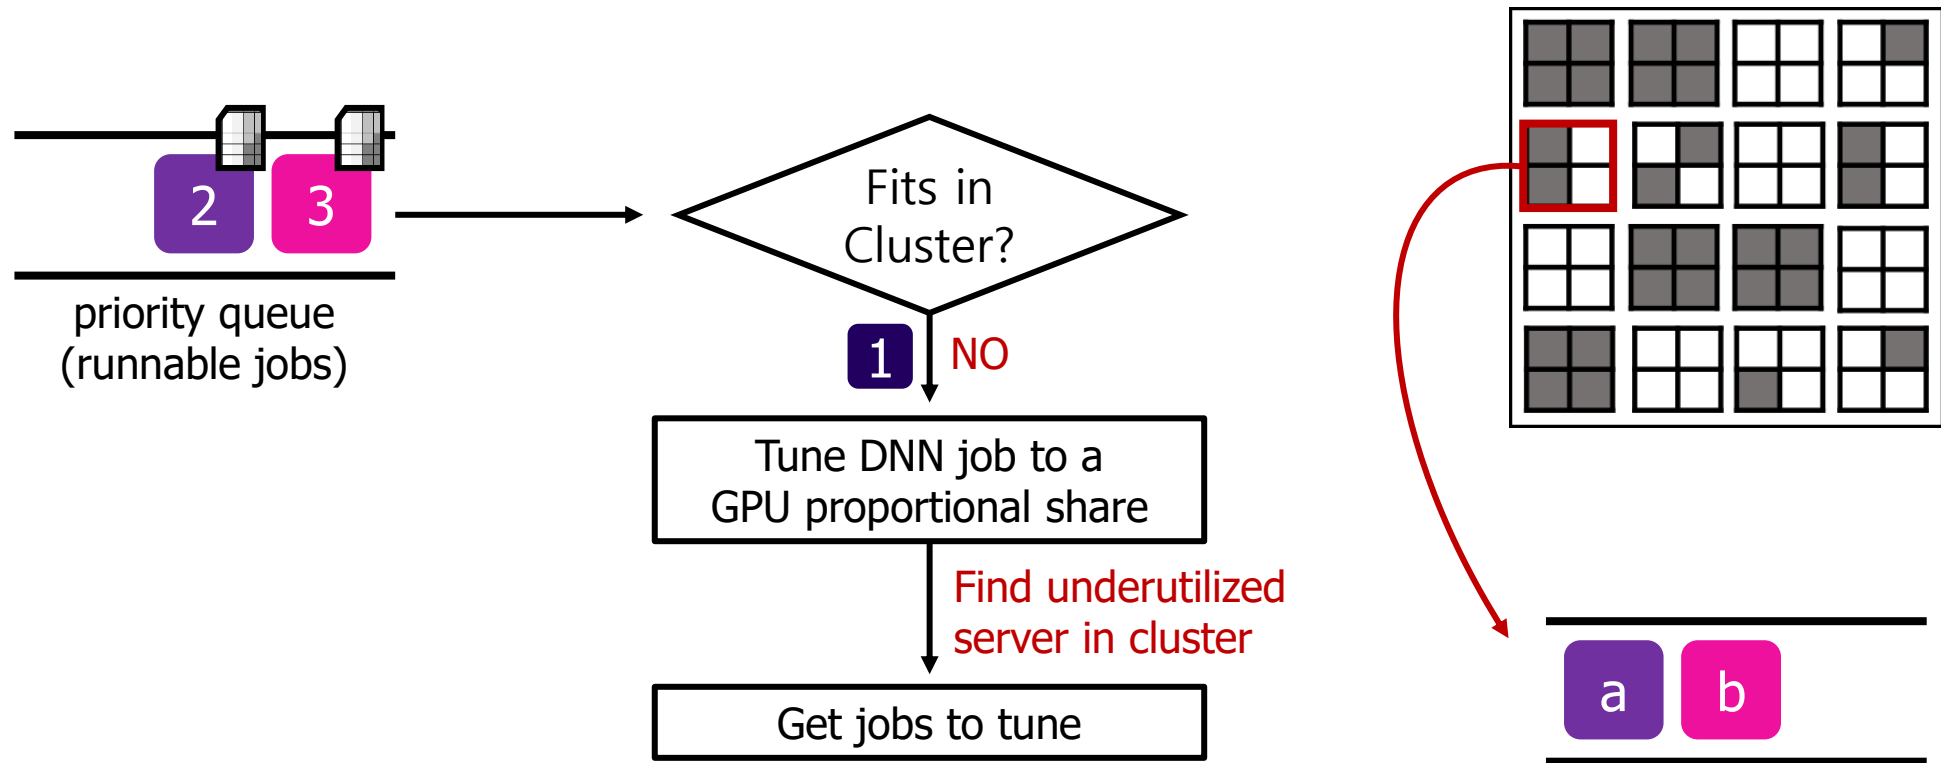 2
3
priority queue
(runnable jobs)
Fits in
Cluster?
1
NO
Tune DNN job to a
GPU proportional share
Find underutilized
server in cluster
Get jobs to tune
a
b